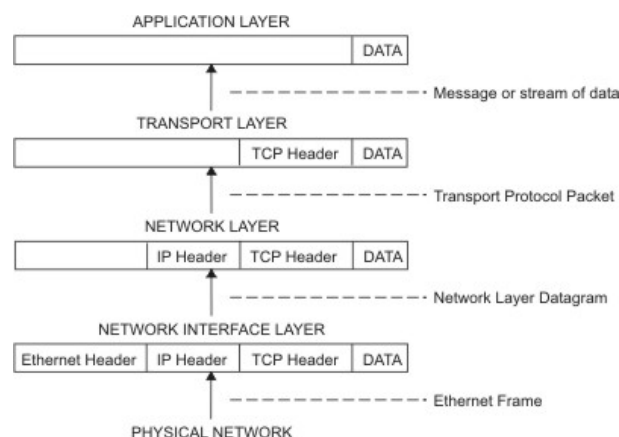 APPLICATION LAYER
DATA
Message or stream of data
TRANSPORT LAYER
TCP Header DATA
Transport Protocol Packet
NETWORK LAYER
IP Header TCP Header DATA
Network Layer Datagram
NETWORK INTERFACE LAYER
Ethernet Header IP Header TCP Header DATA
Ethernet Frame
PHYSICAL NETWORK